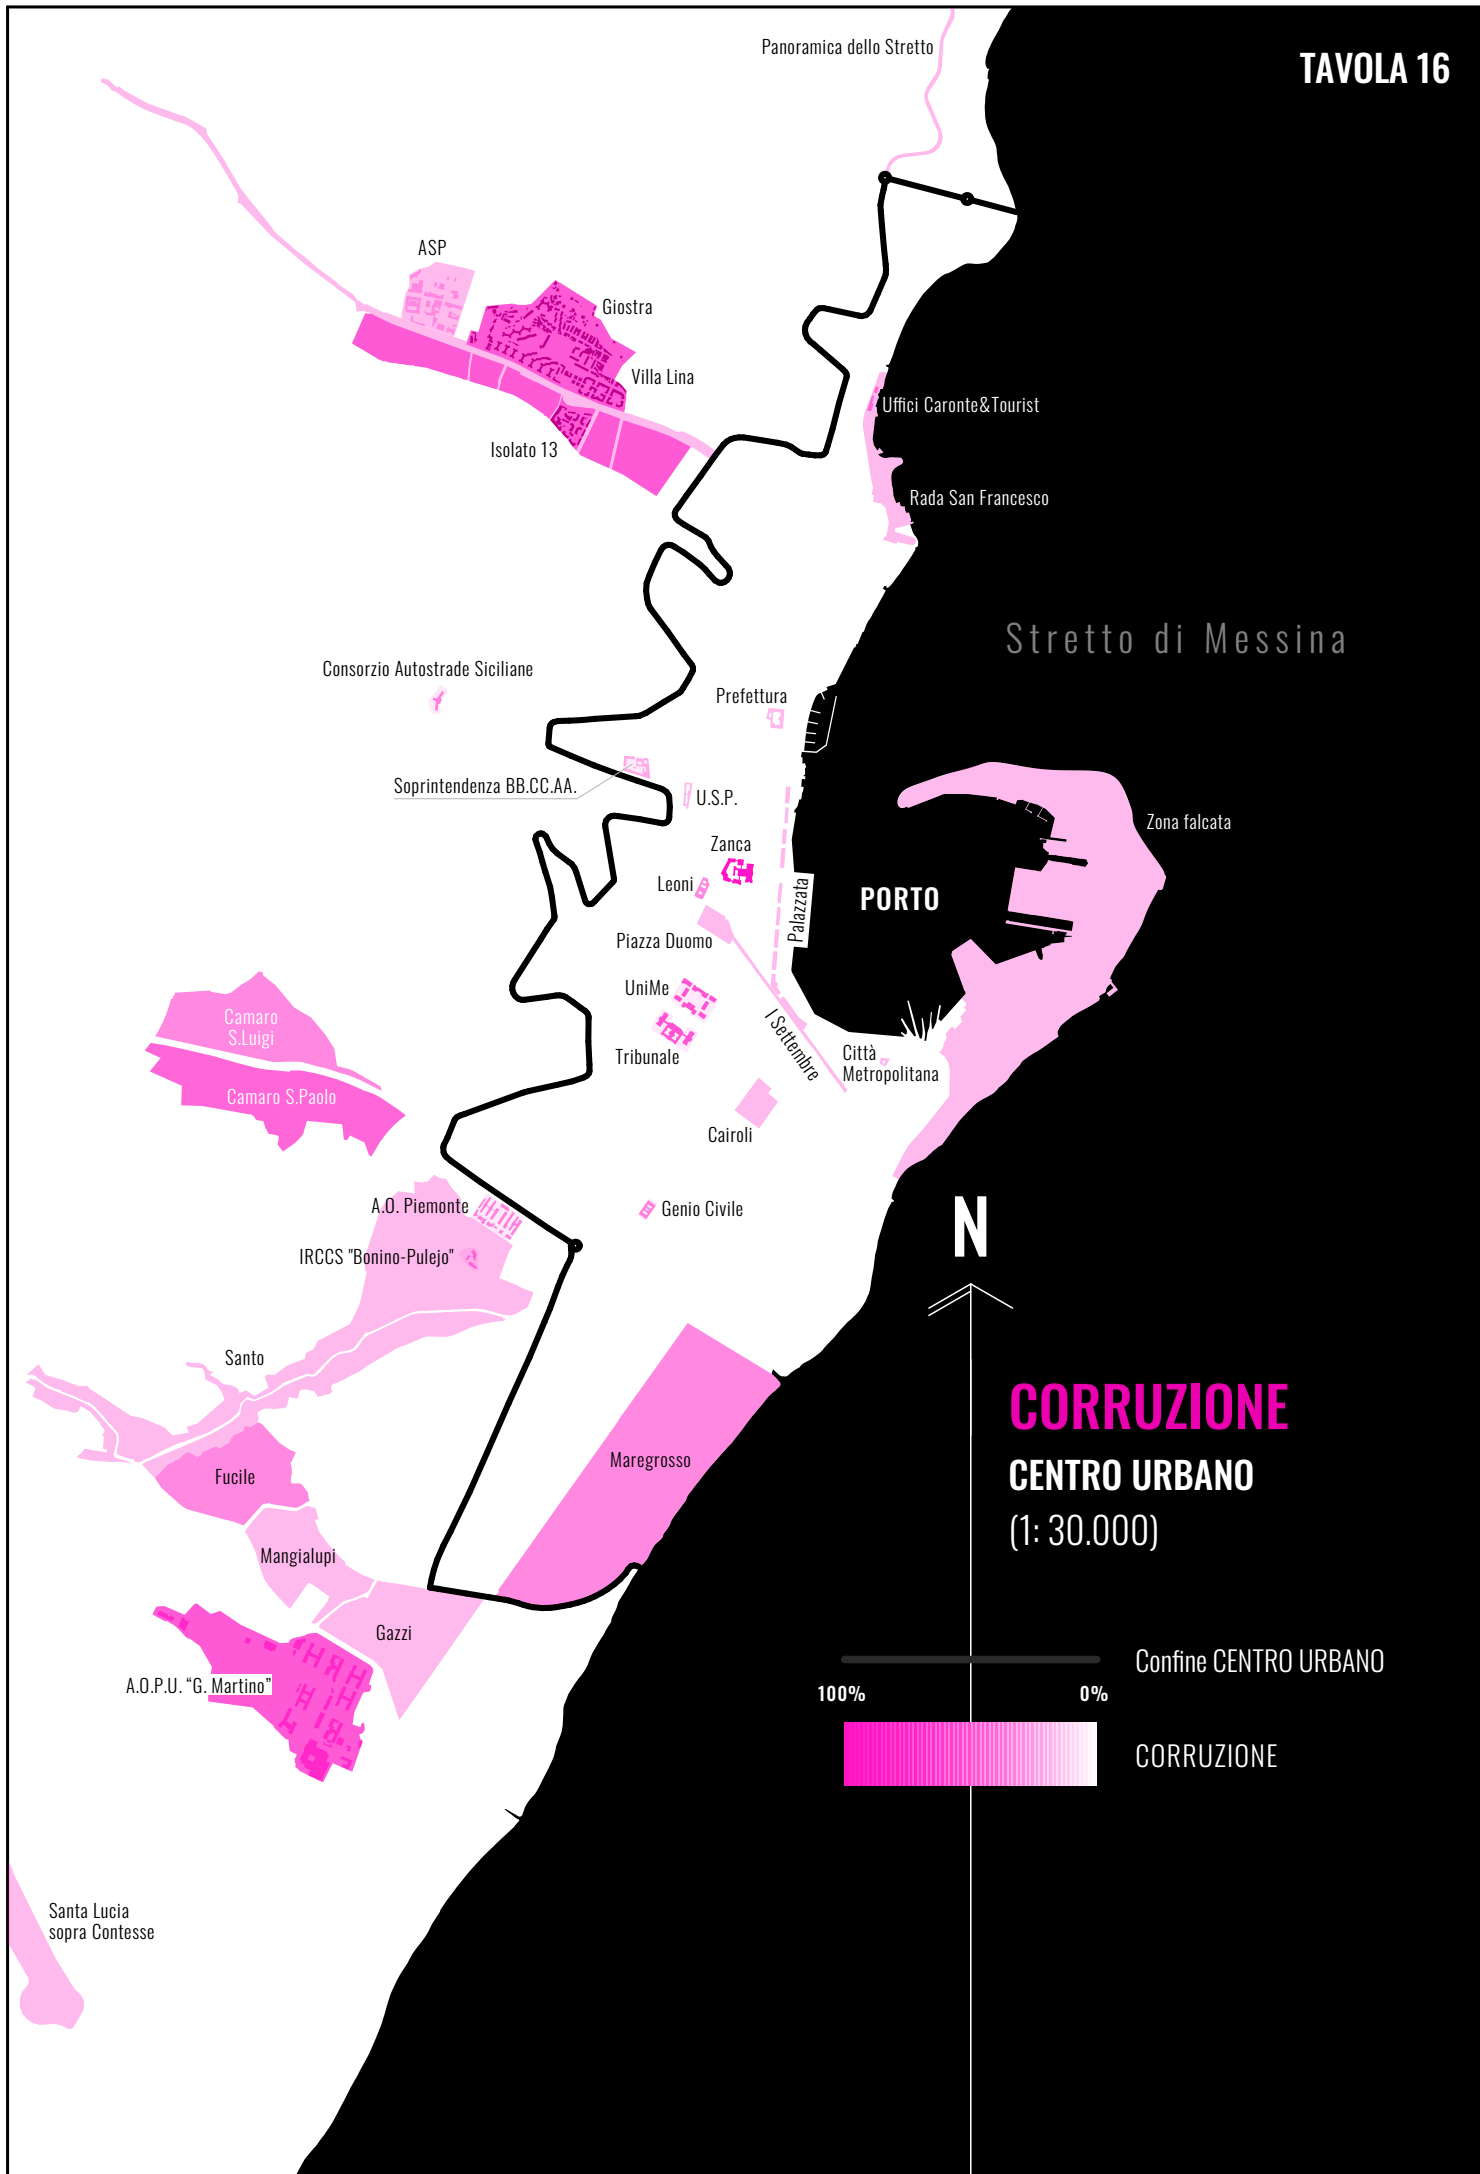 Panoramica dello Stretto
TAVOLA 16
ASP
Giostra
Villa Lina
Uffici Caronte&Tourist
Isolato 13
Rada San Francesco
Stretto di Messina
Consorzio Autostrade Siciliane
Prefettura
Soprintendenza BB.CC.AA.
U.S.P.
Zona falcata
Zanca
Leoni
PORTO
Palazzata
Piazza Duomo
UniMe
I Settembre
Camaro
S.Luigi
Tribunale
Città
Metropolitana
Camaro S.Paolo
Cairoli
A.O. Piemonte
Genio Civile
N
IRCCS "Bonino-Pulejo"
Santo
CORRUZIONE
Maregrosso
CENTRO URBANO
Fucile
(1: 30.000)
Mangialupi
Gazzi
Confine CENTRO URBANO
A.O.P.U. “G. Martino”
100%
0%
CORRUZIONE
Santa Lucia
sopra Contesse